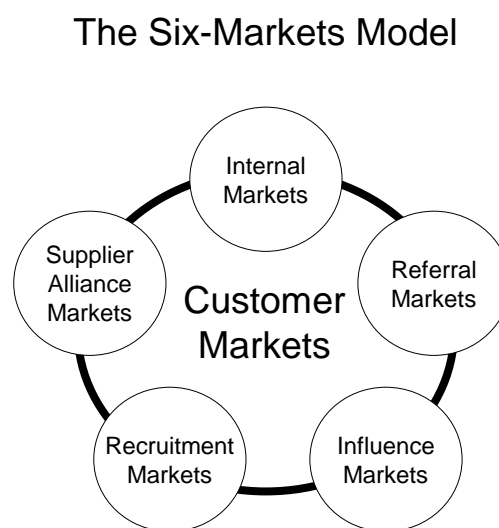 The Six-Markets Model
Internal
Markets
Supplier
Alliance
Markets
Referral
Markets
Customer
Markets
Recruitment
Markets
Influence
Markets